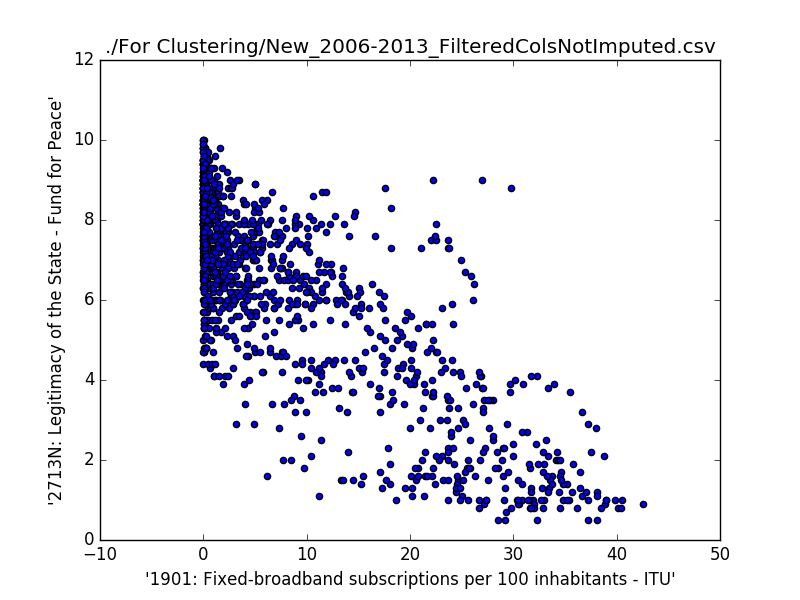 ./For Clustering/New_2006-2013_FilteredColsNotImputed.csv
12
10
8
6
4
2
0
'2713N: Legitimacy of the State - Fund for Peace'
−10 0 10 20 30 40 50
'1901: Fixed-broadband subscriptions per 100 inhabitants - ITU'